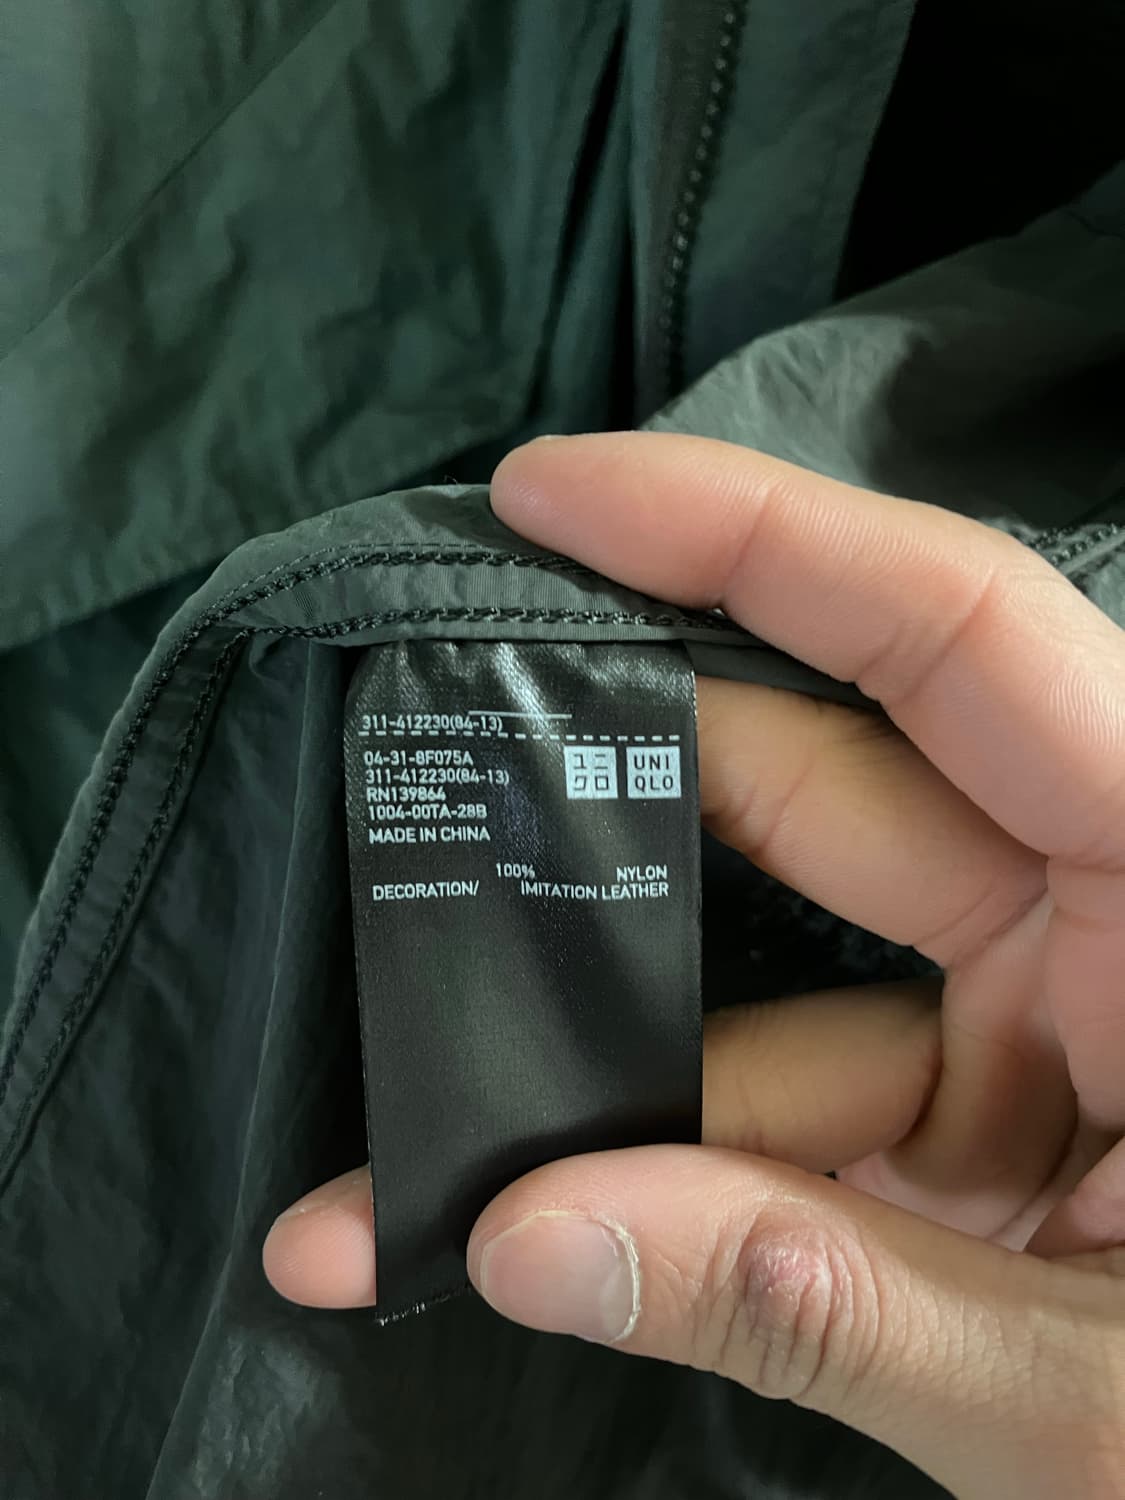 311-412230(84-13)
04-31-8F075A
311-412230(84-13)
RN139864
1004-00TA-28B
MADE IN CHINA
ユニ
クロ
UNI
QLO
100% NYLON
DECORATION/ IMITATION LEATHER